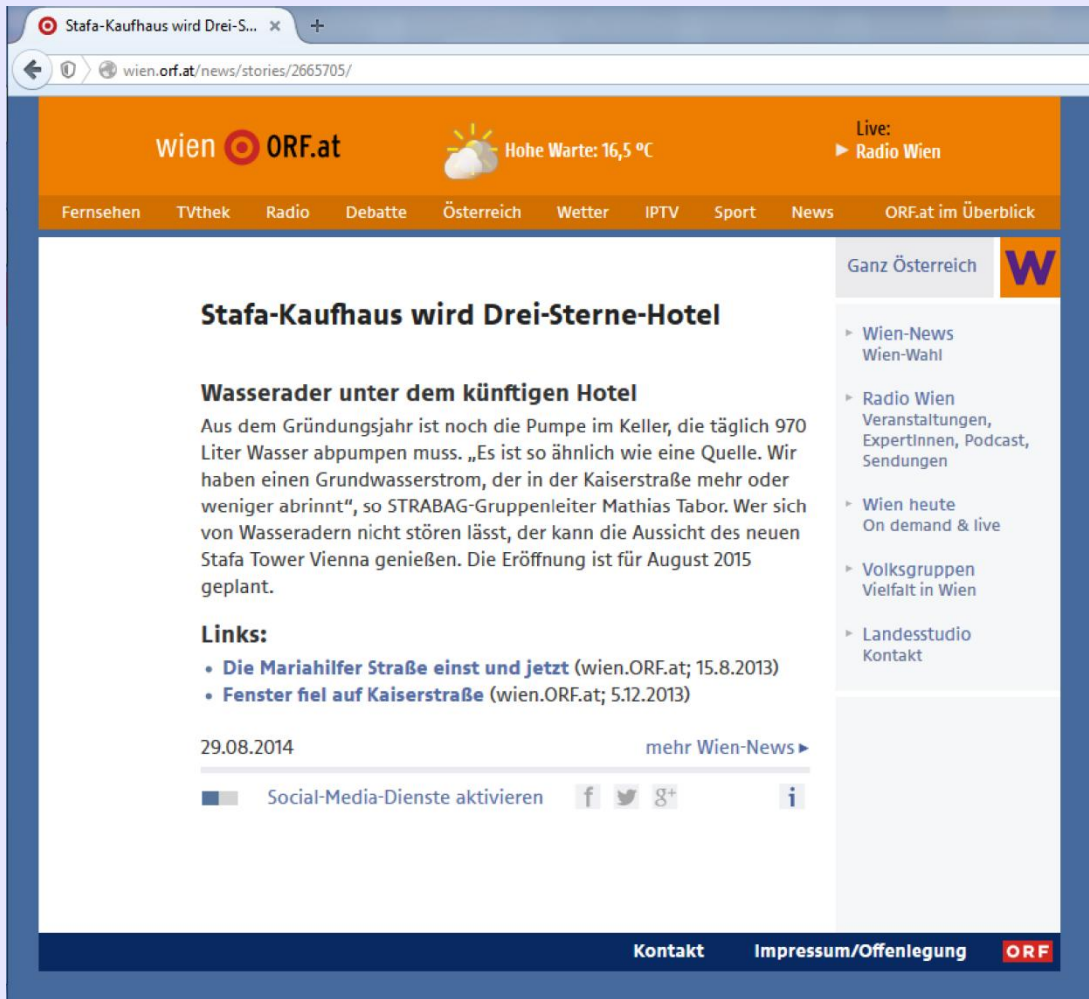 Stafa-Kaufhaus wird Drei-S...
wien.orf.at/news/stories/2665705/
wien ORF.at
Hohe Warte: 16,5 °C
Live:
Radio Wien
Fernsehen TVthek Radio Debatte Österreich Wetter IPTV Sport News ORF.at im Überblick
Ganz Österreich
W
Stafa-Kaufhaus wird Drei-Sterne-Hotel
Wasserader unter dem künftigen Hotel
Aus dem Gründungsjahr ist noch die Pumpe im Keller, die täglich 970
Liter Wasser abpumpen muss. „Es ist so ähnlich wie eine Quelle. Wir
haben einen Grundwasserstrom, der in der Kaiserstraße mehr oder
weniger abrinnt“, so STRABAG-Gruppenleiter Mathias Tabor. Wer sich
von Wasseradern nicht stören lässt, der kann die Aussicht des neuen
Stafa Tower Vienna genießen. Die Eröffnung ist für August 2015
geplant.
Links:
• Die Mariahilfer Straße einst und jetzt (wien.ORF.at; 15.8.2013)
• Fenster fiel auf Kaiserstraße (wien.ORF.at; 5.12.2013)
29.08.2014
mehr Wien-News
Social-Media-Dienste aktivieren
f
g+
i
Wien-News
Wien-Wahl
Radio Wien
Veranstaltungen,
ExpertInnen, Podcast,
Sendungen
Wien heute
On demand & live
Volksgruppen
Vielfalt in Wien
Landesstudio
Kontakt
Kontakt Impressum/Offenlegung ORF